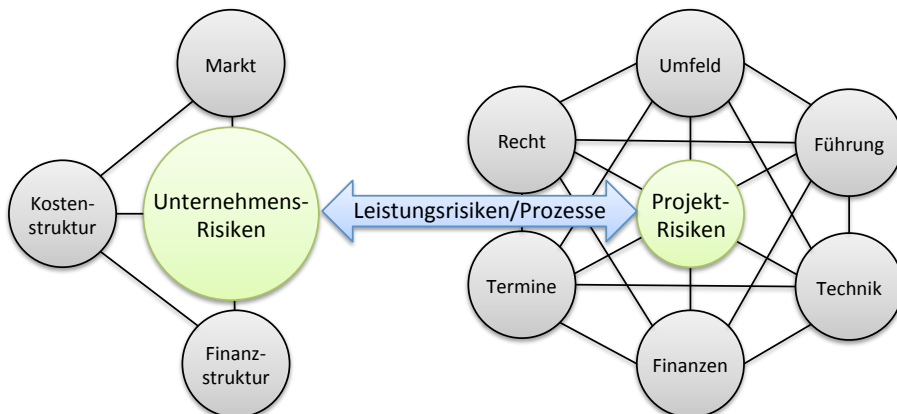 Markt
Kosten-
struktur
Unternehmens-
Risiken
Finanz-
struktur
Leistungsrisiken/Prozesse
Umfeld
Recht
Führung
Projekt-
Risiken
Termine
Technik
Finanzen